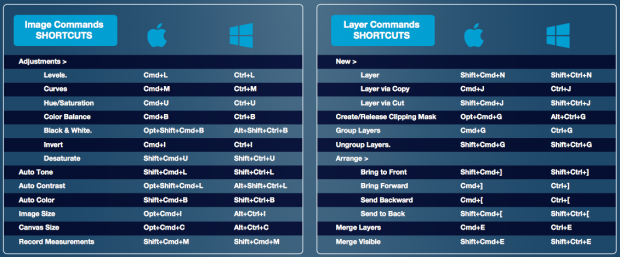 Image Commands
SHORTCUTS
Adjustments >
Levels. Cmd+L Ctrl+L
Curves Cmd+M Ctrl+M
Hue/Saturation Cmd+U Ctrl+U
Color Balance Cmd+B Ctrl+B
Black & White. Opt+Shift+Cmd+B Alt+Shift+Ctrl+B
Invert Cmd+I Ctrl+I
Desaturate Shift+Cmd+U Shift+Ctrl+U
Auto Tone Shift+Cmd+L Shift+Ctrl+L
Auto Contrast Opt+Shift+Cmd+L Alt+Shift+Ctrl+L
Auto Color Shift+Cmd+B Shift+Ctrl+B
Image Size Opt+Cmd+I Alt+Ctrl+I
Canvas Size Opt+Cmd+C Alt+Ctrl+C
Record Measurements Shift+Cmd+M Shift+Cmd+M
Layer Commands
SHORTCUTS
New >
Layer Shift+Cmd+N Shift+Ctrl+N
Layer via Copy Cmd+J Ctrl+J
Layer via Cut Shift+Cmd+J Shift+Ctrl+J
Create/Release Clipping Mask Opt+Cmd+G Alt+Ctrl+G
Group Layers Cmd+G Ctrl+G
Ungroup Layers. Shift+Cmd+G Shift+Ctrl+G
Arrange >
Bring to Front Shift+Cmd+] Shift+Ctrl+]
Bring Forward Cmd+] Ctrl+]
Send Backward Cmd+[ Ctrl+[
Send to Back Shift+Cmd+[ Shift+Ctrl+[
Merge Layers Cmd+E Ctrl+E
Merge Visible Shift+Cmd+E Shift+Ctrl+E